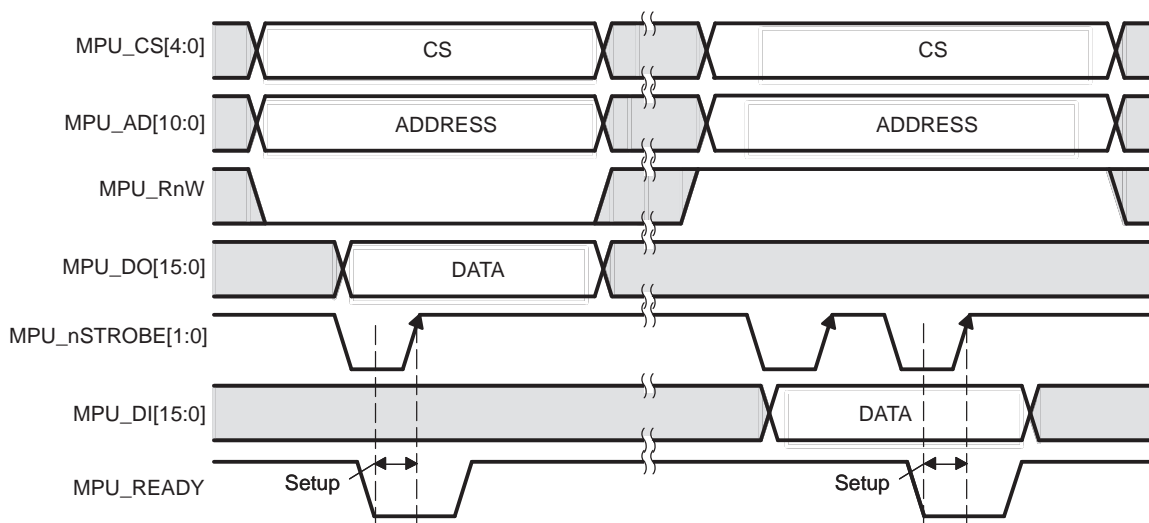 MPU_CS[4:0] CS CS
MPU_AD[10:0] ADDRESS ADDRESS
MPU_RnW
MPU_DO[15:0] DATA
MPU_nSTROBE[1:0]
MPU_DI[15:0] DATA
MPU_READY Setup Setup